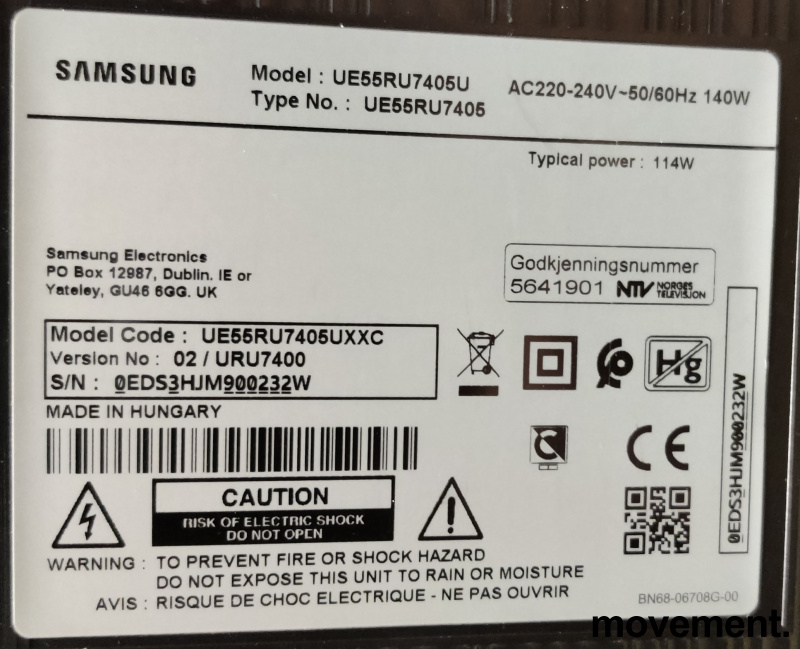 SAMSUNG
Model : UE55RU7405U
Type No. : UE55RU7405
AC220-240V~50/60Hz 140W
Typical power : 114W
Samsung Electronics
PO Box 12987, Dublin. IE or
Yateley, GU46 6GG. UK
Godkjenningsnummer
5641901 NTV NORGES TELEVISJON
Model Code : UE55RU7405UXXC
Version No : 02 / URU7400
S/N : 0EDS3HJM900232W
MADE IN HUNGARY
Hg
CE
0EDS3HJM900232W
CAUTION
RISK OF ELECTRIC SHOCK
DO NOT OPEN
WARNING : TO PREVENT FIRE OR SHOCK HAZARD
DO NOT EXPOSE THIS UNIT TO RAIN OR MOISTURE
AVIS : RISQUE DE CHOC ELECTRIQUE - NE PAS OUVRIR
BN68-06708G-00
movement.